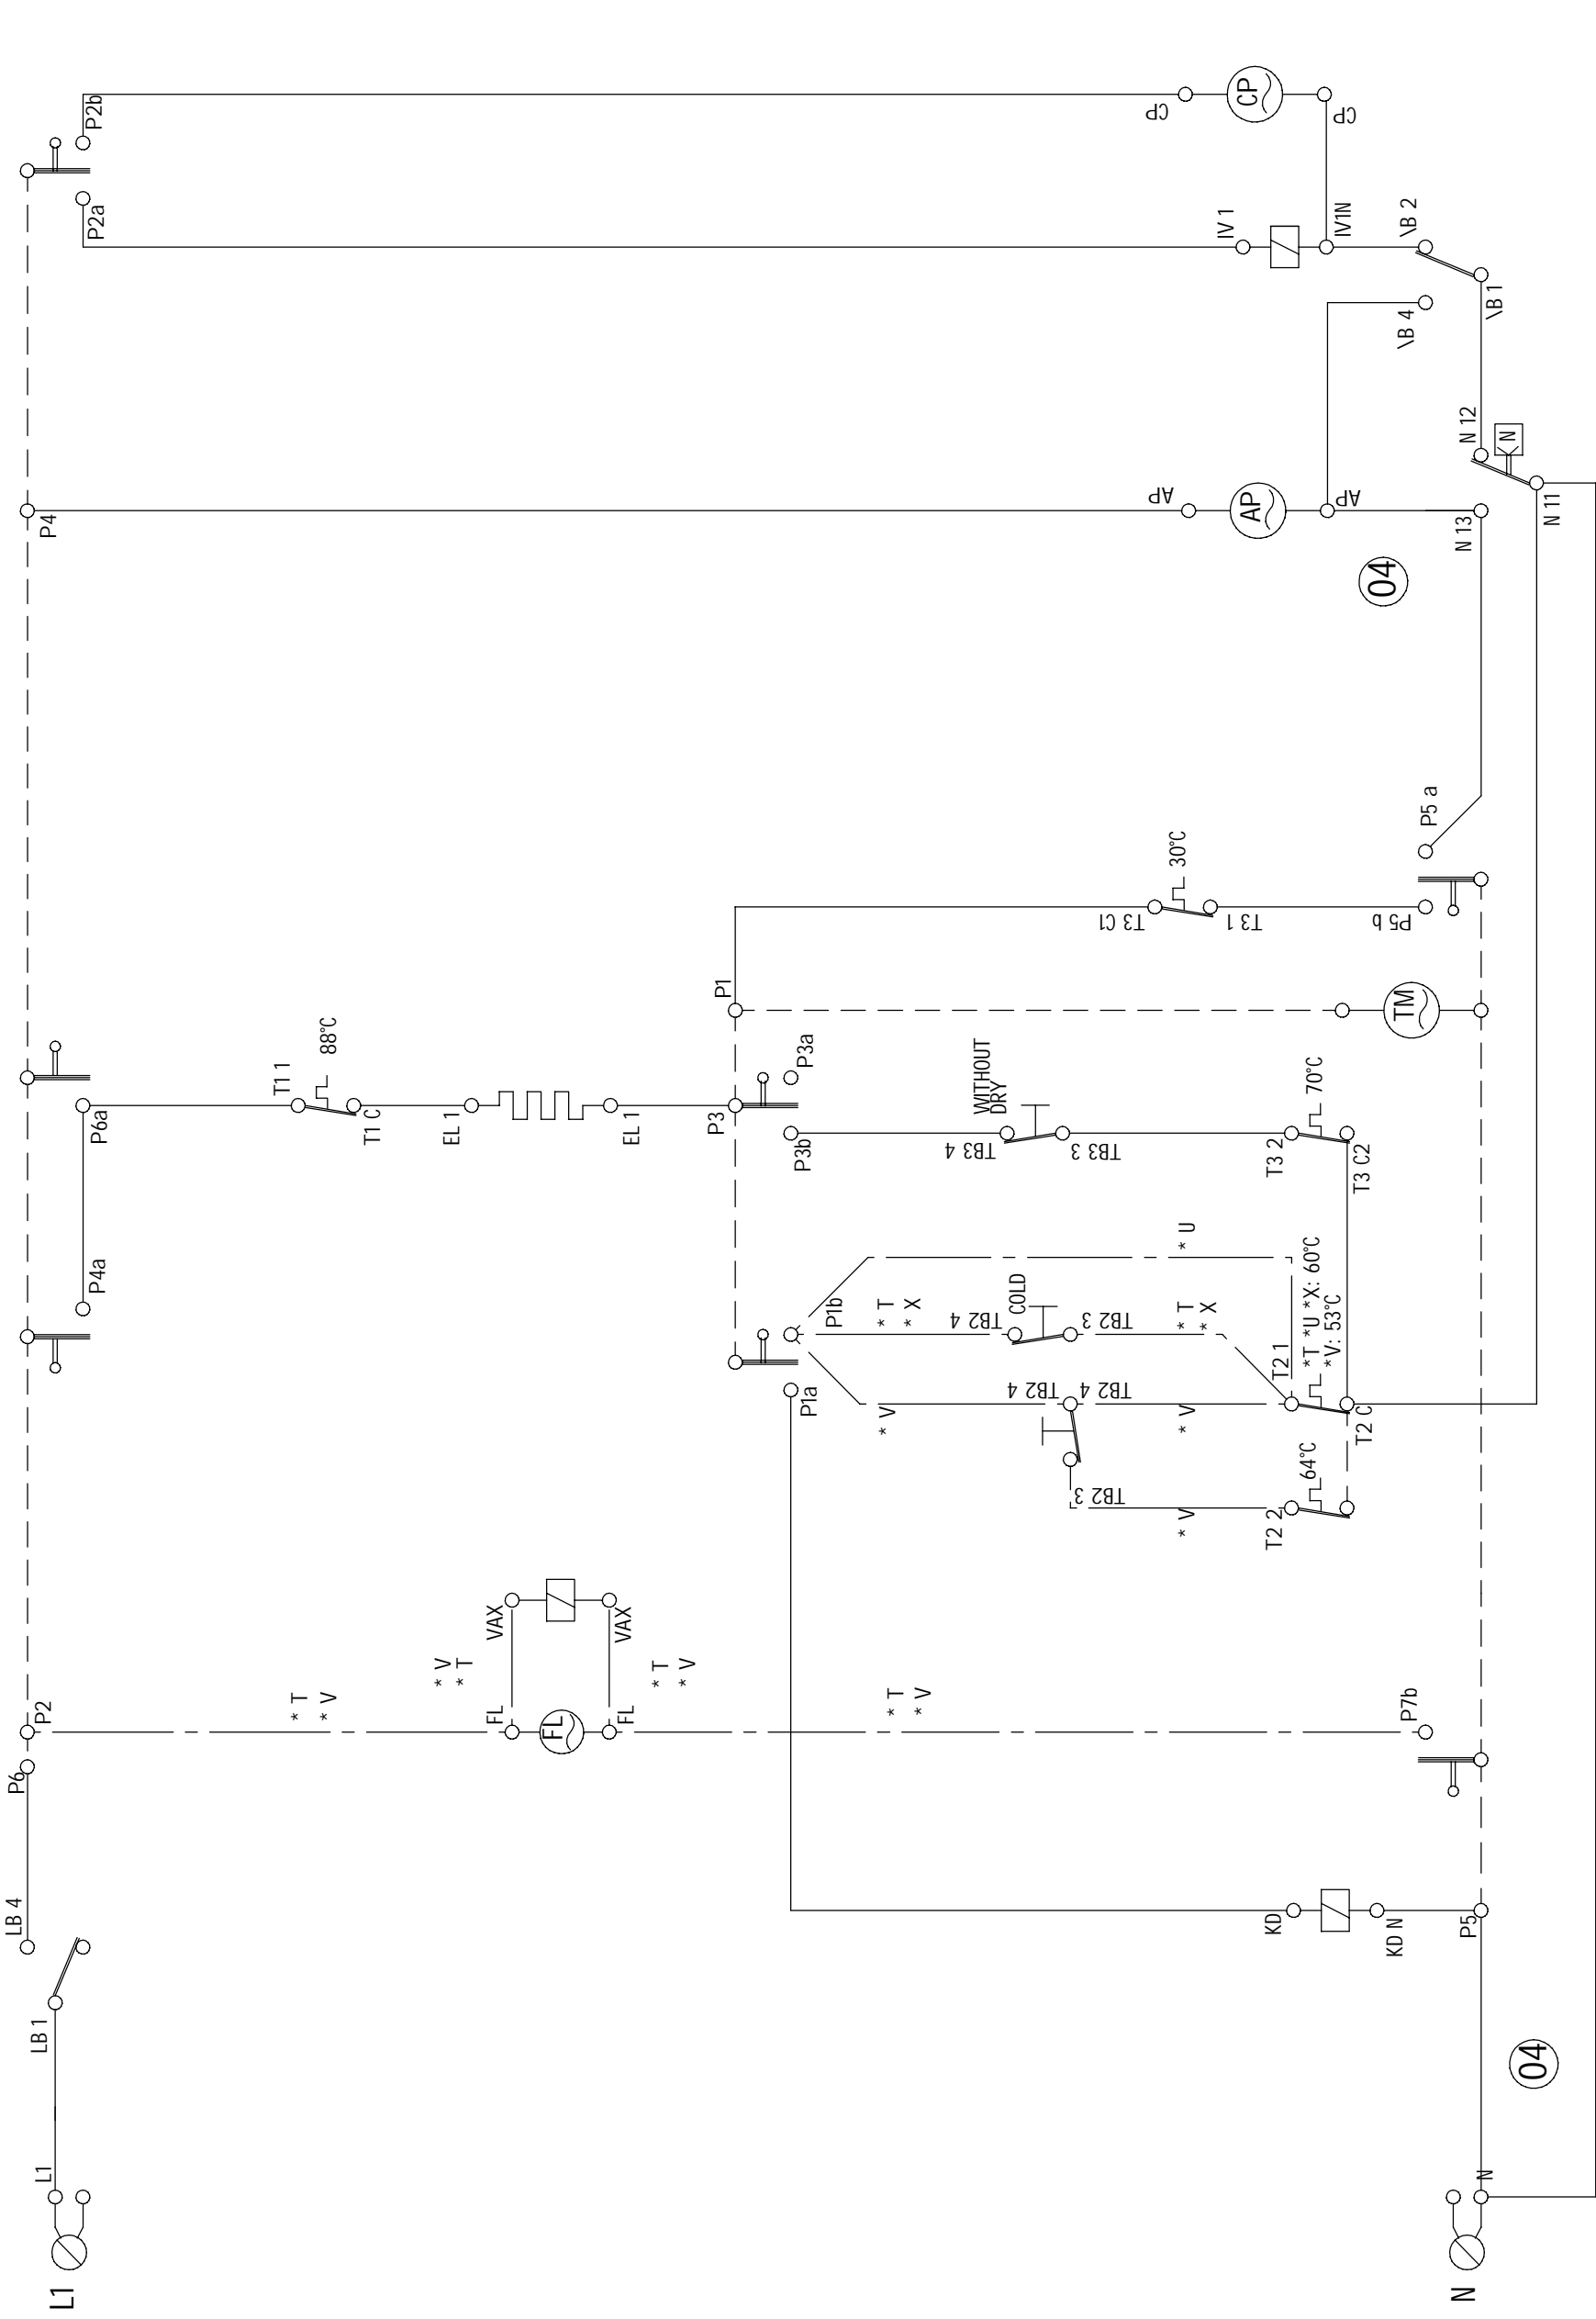 L1
L1
LB 1
LB 4
P6
P2
P4
P4a
P6a
P2a
P2b
T1 1
88°C
T1 C
* T
* V
EL 1
EL 1
* V
* T
VAX
FL
FL
FL
VAX
* T
* V
P3
P1
P1a
P1b
P3b
P3a
* V
* T
* X
* T
* V
TB2 4
TB2 4
COLD
TB3 4
WITHOUT
DRY
TB2 4
TB2 3
TB2 3
TB3 3
T3 C1
30°C
T3 1
AP
AP
AP
CP
CP
CP
* V
* V
* T
* X
* U
T2 2
64°C
T2 1
*T *U *X: 60°C
*V: 53°C
T2 C
T3 2
70°C
T3 C2
IV 1
IV1N
KD
KD N
P7b
TM
P5 b
P5 a
04
\B 4
\B 2
\B 1
N 13
N 12
N
N 11
P5
N
N
04